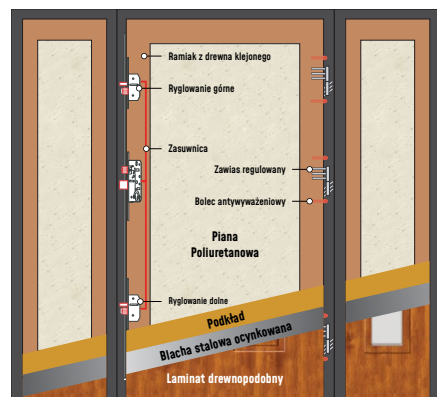 Ramiak z drewna klejonego
Ryglowanie górne
Zasuwnica
Zawias regulowany
Bolec antywyważeniowy
Piana
Poliuretanowa
Ryglowanie dolne
Podkład
Blacha stalowa ocynkowana
Laminat drewnopodobny